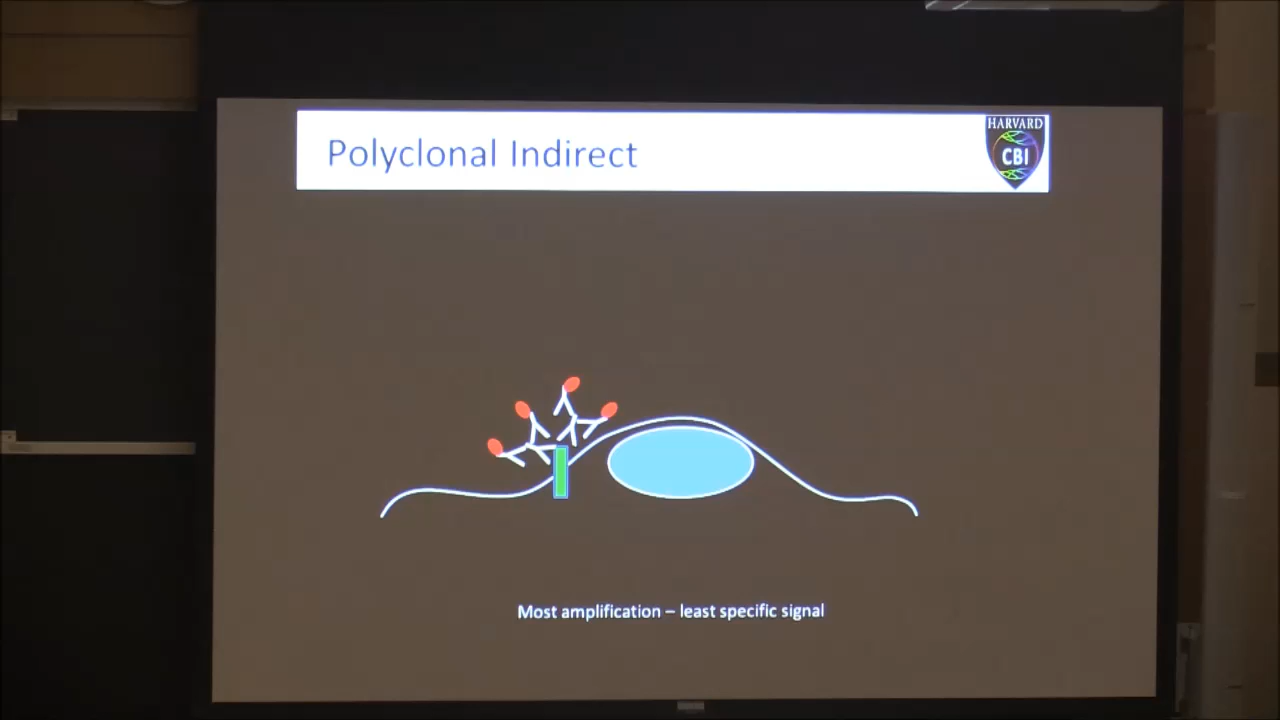 Polyclonal Indirect
HARVARD
CBI
Most amplification – least specific signal